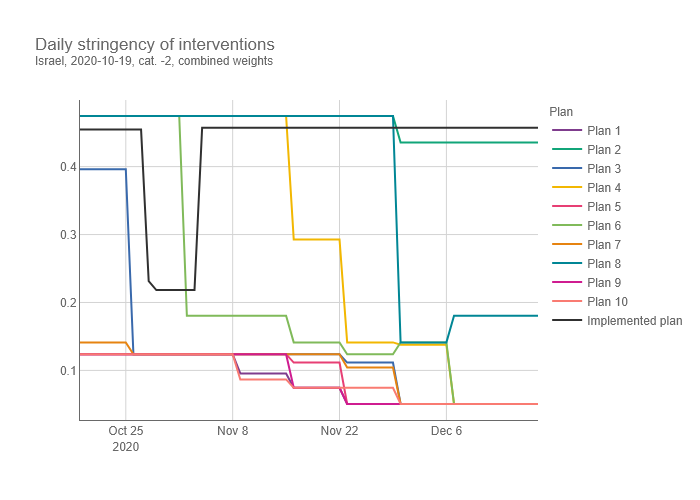 Daily stringency of interventions
Israel, 2020-10-19, cat. -2, combined weights
Plan
Plan 1
Plan 2
Plan 3
Plan 4
Plan 5
Plan 6
Plan 7
Plan 8
Plan 9
Plan 10
Implemented plan
0.4
0.3
0.2
0.1
Oct 25
2020
Nov 8
Nov 22
Dec 6